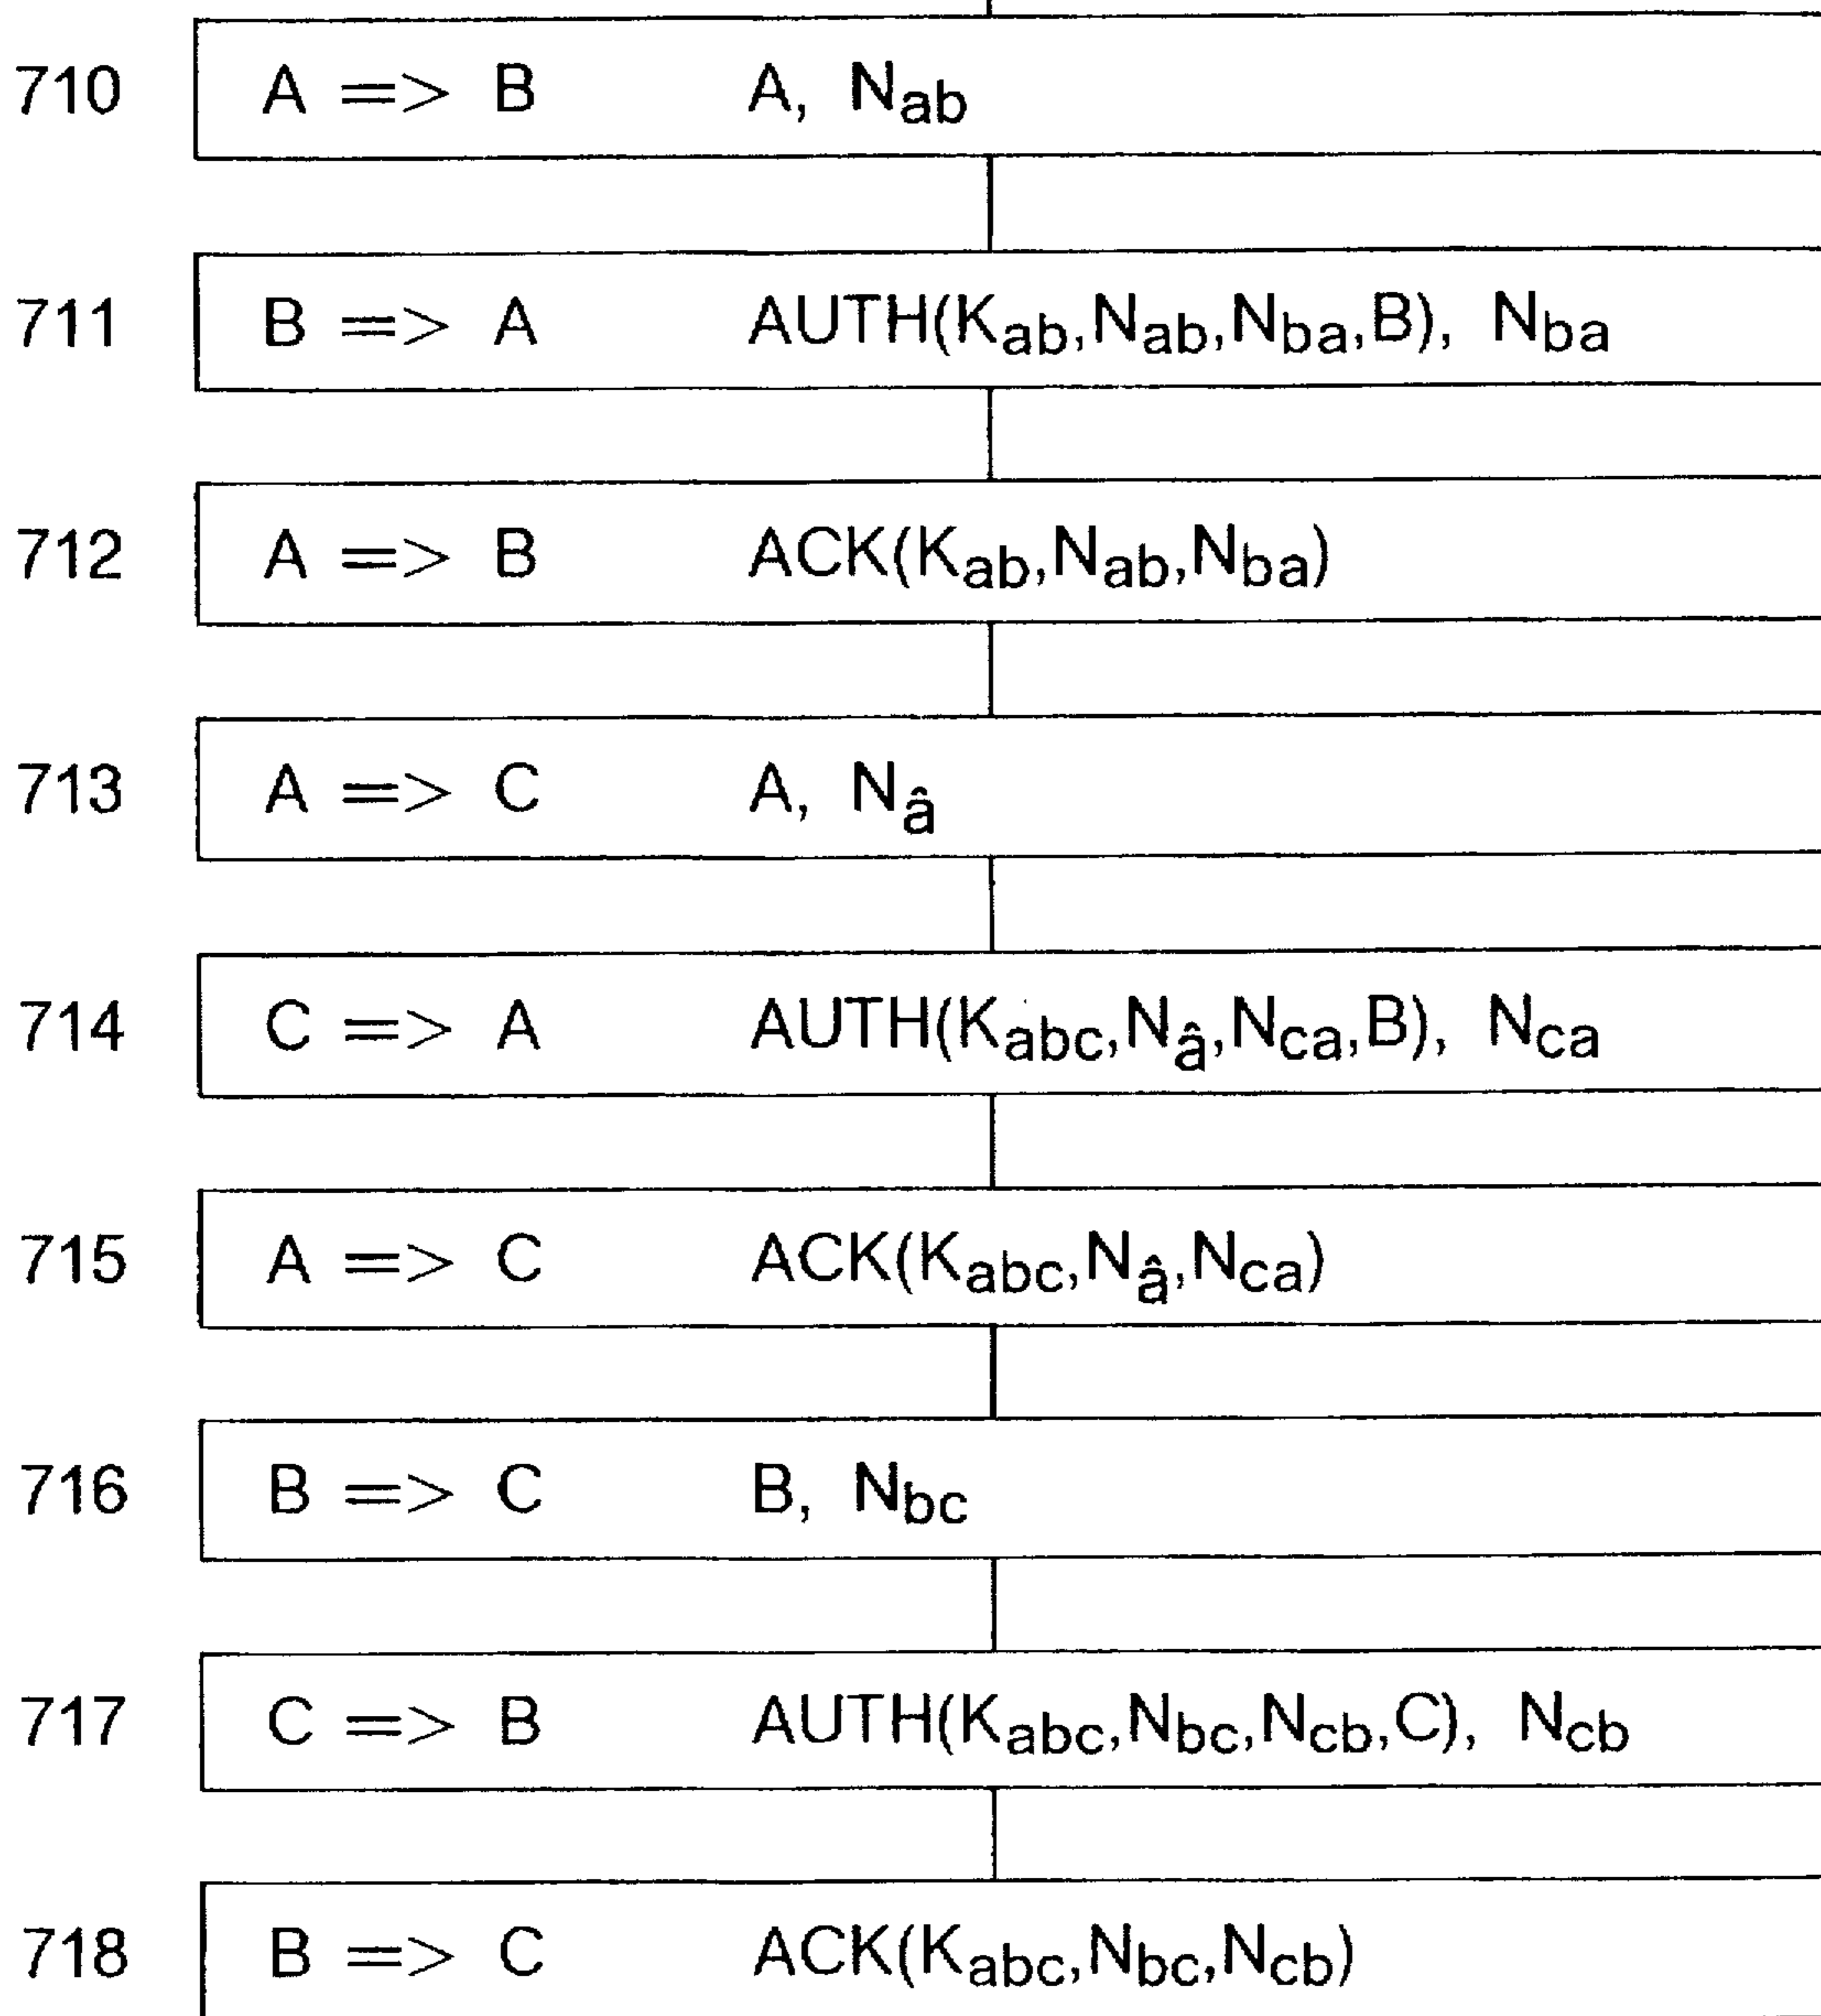 710 A => B A, Nab
711 B => A AUTH(Kab,Nab,Nba,B), Nba
712 A => B ACK(Kab,Nab,Nba)
713 A => C A, Nâ
714 C => A AUTH(Kabc,Nâ,Nca,B), Nca
715 A => C ACK(Kabc,Nâ,Nca)
716 B => C B, Nbc
717 C => B AUTH(Kabc,Nbc,Ncb,C), Ncb
718 B => C ACK(Kabc,Nbc,Ncb)